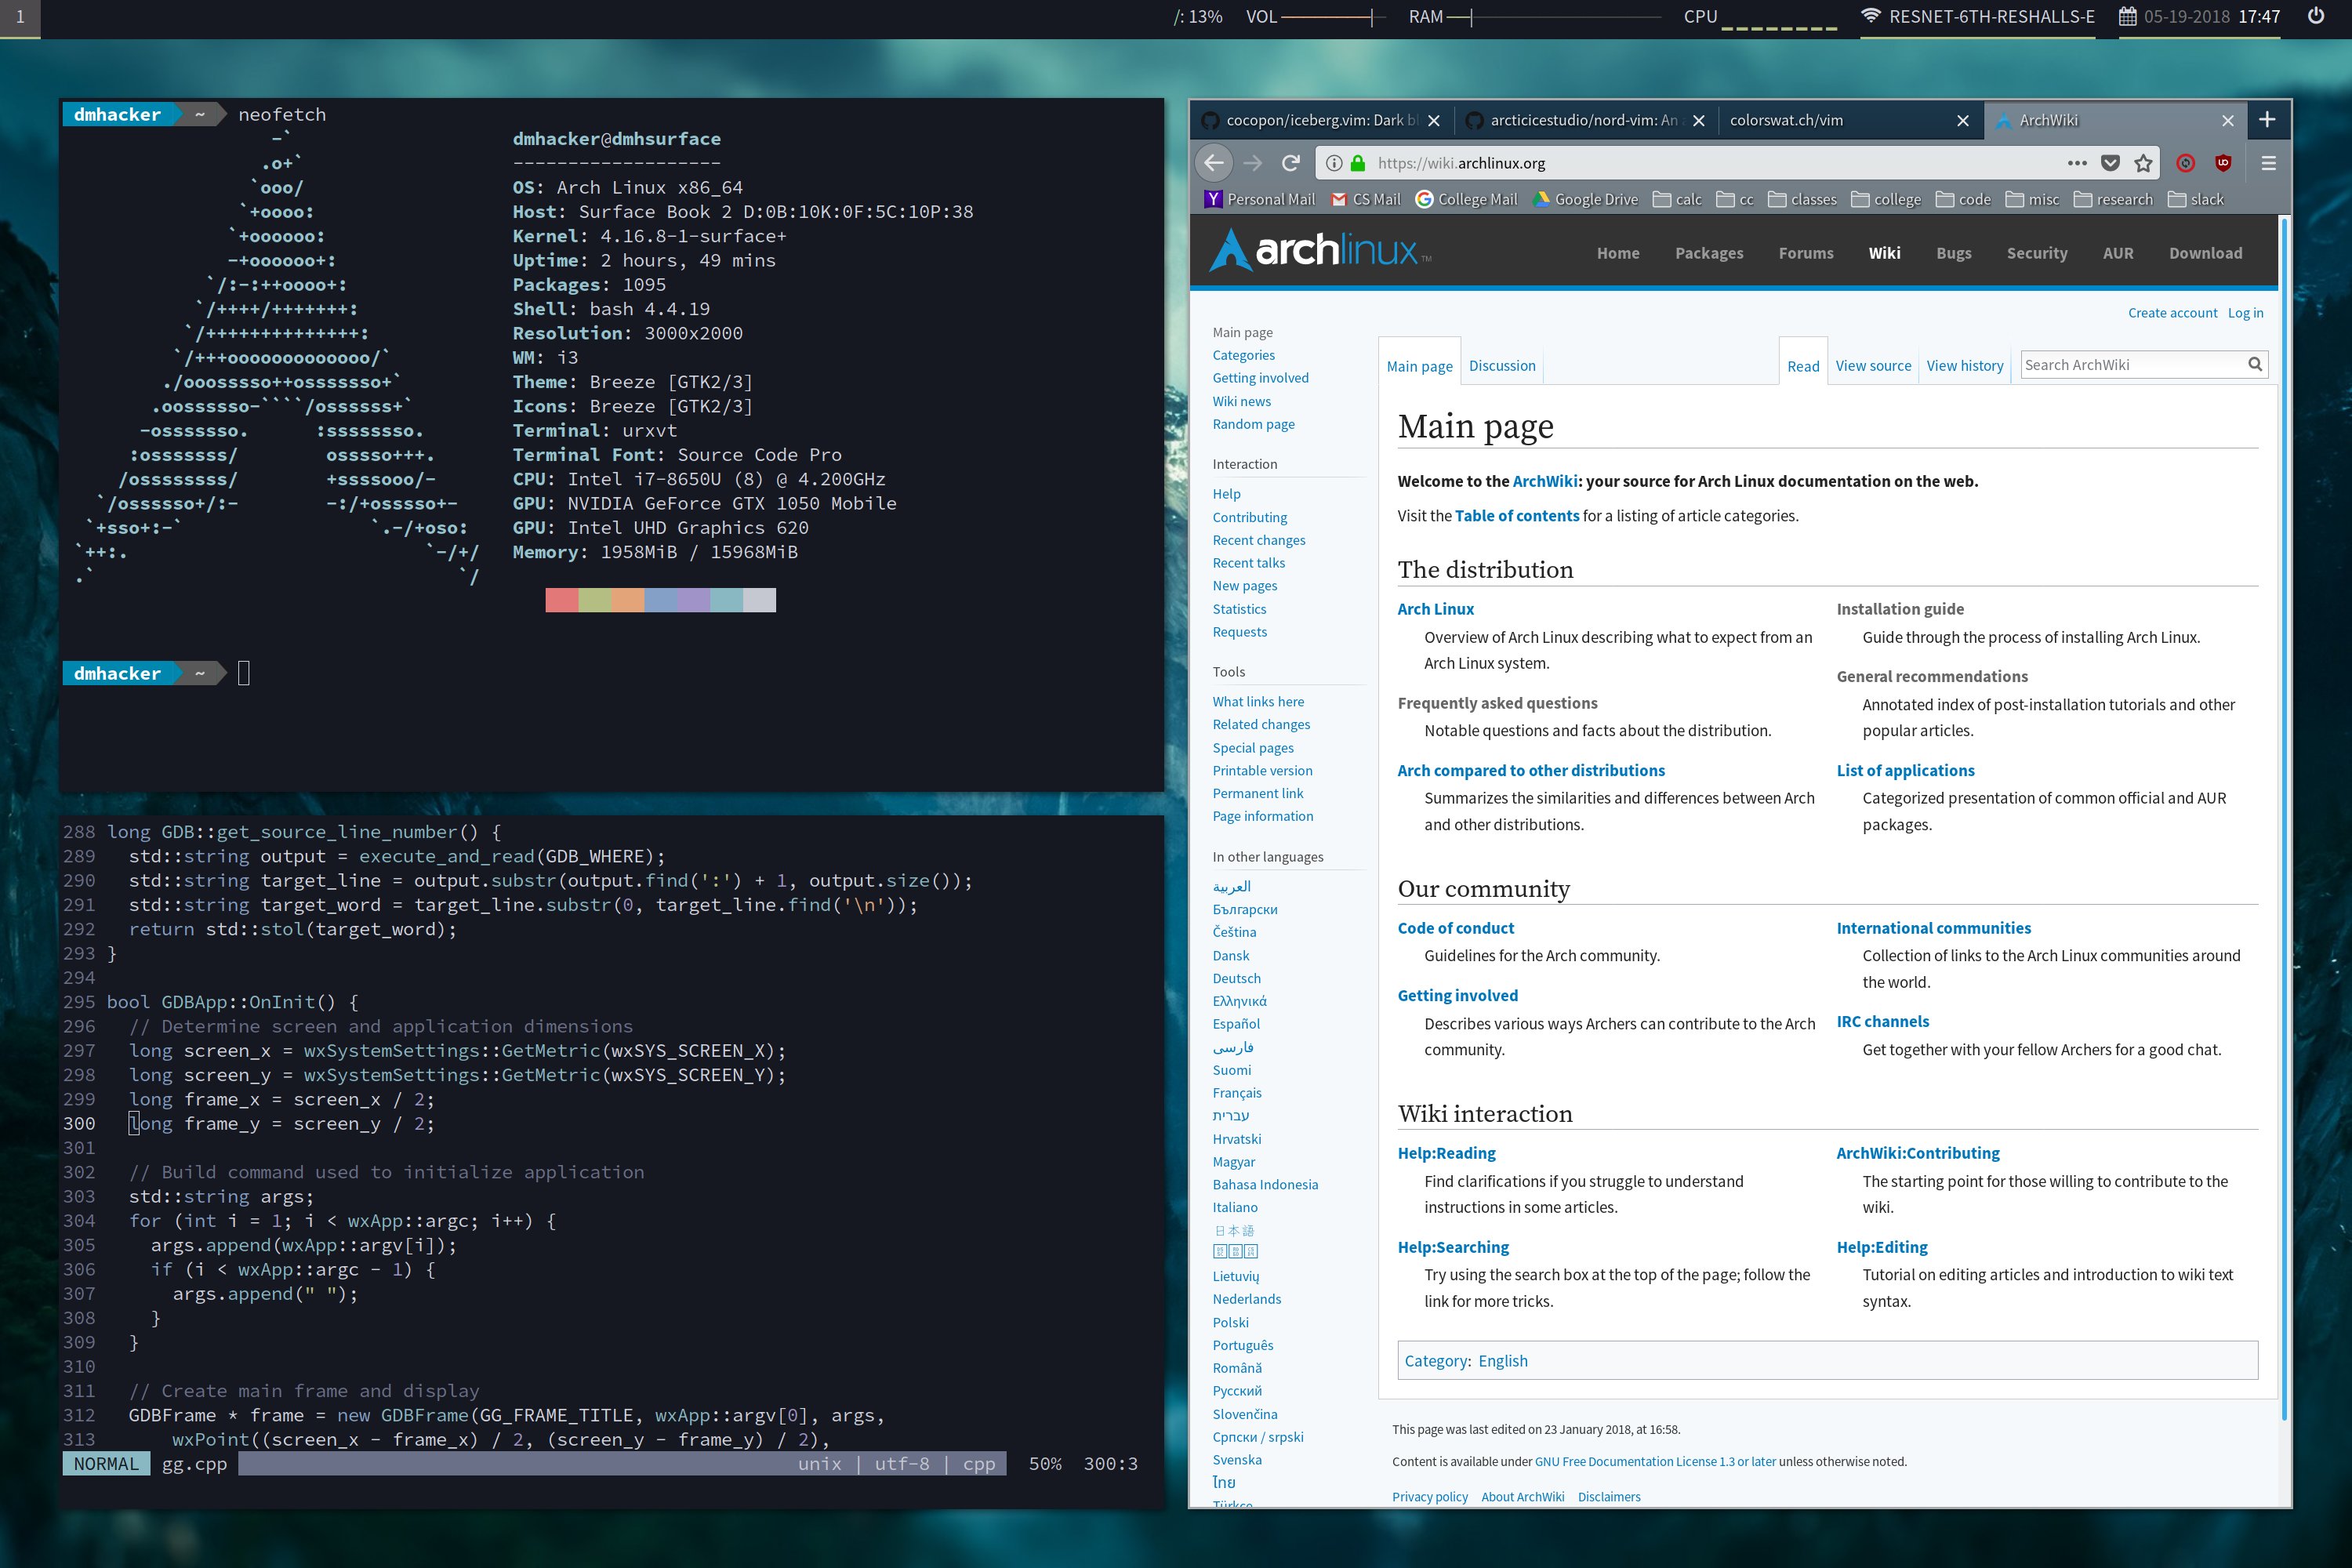 1
/: 13% VOL RAM CPU RESNET-6TH-RESHALLS-E 05-19-2018 17:47
dmhacker ~ neofetch
-`
.o+`
`ooo/
`+oooo:
`+oooooo:
-+oooooo+:
`/:-:++oooo+:
`/++++/+++++++:
`/++++++++++++++:
`/+++ooooooooooooo/`
./ooosssso++osssssso+`
.oossssso-````/ossssss+`
-osssssso. :ssssssso.
:osssssss/ osssso+++.
/ossssssss/ +ssssooo/-
`/ossssso+/:- -:/+osssso+-
`+sso+:-` `.-/+oso:
`++:. `-/+/
.` `/
dmhacker@dmhsurface
-------------------
OS: Arch Linux x86_64
Host: Surface Book 2 D:0B:10K:0F:5C:10P:38
Kernel: 4.16.8-1-surface+
Uptime: 2 hours, 49 mins
Packages: 1095
Shell: bash 4.4.19
Resolution: 3000x2000
WM: i3
Theme: Breeze [GTK2/3]
Icons: Breeze [GTK2/3]
Terminal: urxvt
Terminal Font: Source Code Pro
CPU: Intel i7-8650U (8) @ 4.200GHz
GPU: NVIDIA GeForce GTX 1050 Mobile
GPU: Intel UHD Graphics 620
Memory: 1958MiB / 15968MiB
dmhacker ~
288 long GDB::get_source_line_number() {
289   std::string output = execute_and_read(GDB_WHERE);
290   std::string target_line = output.substr(output.find(':') + 1, output.size());
291   std::string target_word = target_line.substr(0, target_line.find('\n'));
292   return std::stol(target_word);
293 }
294
295 bool GDBApp::OnInit() {
296   // Determine screen and application dimensions
297   long screen_x = wxSystemSettings::GetMetric(wxSYS_SCREEN_X);
298   long screen_y = wxSystemSettings::GetMetric(wxSYS_SCREEN_Y);
299   long frame_x = screen_x / 2;
300   long frame_y = screen_y / 2;
301
302   // Build command used to initialize application
303   std::string args;
304   for (int i = 1; i < wxApp::argc; i++) {
305     args.append(wxApp::argv[i]);
306     if (i < wxApp::argc - 1) {
307       args.append(" ");
308     }
309   }
310
311   // Create main frame and display
312   GDBFrame * frame = new GDBFrame(GG_FRAME_TITLE, wxApp::argv[0], args,
313       wxPoint((screen_x - frame_x) / 2, (screen_y - frame_y) / 2),
NORMAL gg.cpp unix | utf-8 | cpp 50% 300:3
cocopon/iceberg.vim: Dark bl arcticicestudio/nord-vim: An a colorswat.ch/vim ArchWiki
https://wiki.archlinux.org
Personal Mail CS Mail College Mail Google Drive calc cc classes college code misc research slack
archlinux™ Home Packages Forums Wiki Bugs Security AUR Download
Create account Log in
Main page
Categories
Getting involved
Wiki news
Random page
Interaction
Help
Contributing
Recent changes
Recent talks
New pages
Statistics
Requests
Tools
What links here
Related changes
Special pages
Printable version
Permanent link
Page information
In other languages
العربية
Български
Čeština
Dansk
Deutsch
Ελληνικά
Español
فارسی
Suomi
Français
עברית
Hrvatski
Magyar
Bahasa Indonesia
Italiano
日本語
Lietuvių
Nederlands
Polski
Português
Română
Русский
Slovenčina
Српски / srpski
Svenska
ไทย
Türkçe
Main page Discussion Read View source View history Search ArchWiki
Main page
Welcome to the ArchWiki: your source for Arch Linux documentation on the web.
Visit the Table of contents for a listing of article categories.
The distribution
Arch Linux
Overview of Arch Linux describing what to expect from an
Arch Linux system.
Frequently asked questions
Notable questions and facts about the distribution.
Arch compared to other distributions
Summarizes the similarities and differences between Arch
and other distributions.
Installation guide
Guide through the process of installing Arch Linux.
General recommendations
Annotated index of post-installation tutorials and other
popular articles.
List of applications
Categorized presentation of common official and AUR
packages.
Our community
Code of conduct
Guidelines for the Arch community.
Getting involved
Describes various ways Archers can contribute to the Arch
community.
International communities
Collection of links to the Arch Linux communities around
the world.
IRC channels
Get together with your fellow Archers for a good chat.
Wiki interaction
Help:Reading
Find clarifications if you struggle to understand
instructions in some articles.
Help:Searching
Try using the search box at the top of the page; follow the
link for more tricks.
ArchWiki:Contributing
The starting point for those willing to contribute to the
wiki.
Help:Editing
Tutorial on editing articles and introduction to wiki text
syntax.
Category: English
This page was last edited on 23 January 2018, at 16:58.
Content is available under GNU Free Documentation License 1.3 or later unless otherwise noted.
Privacy policy About ArchWiki Disclaimers